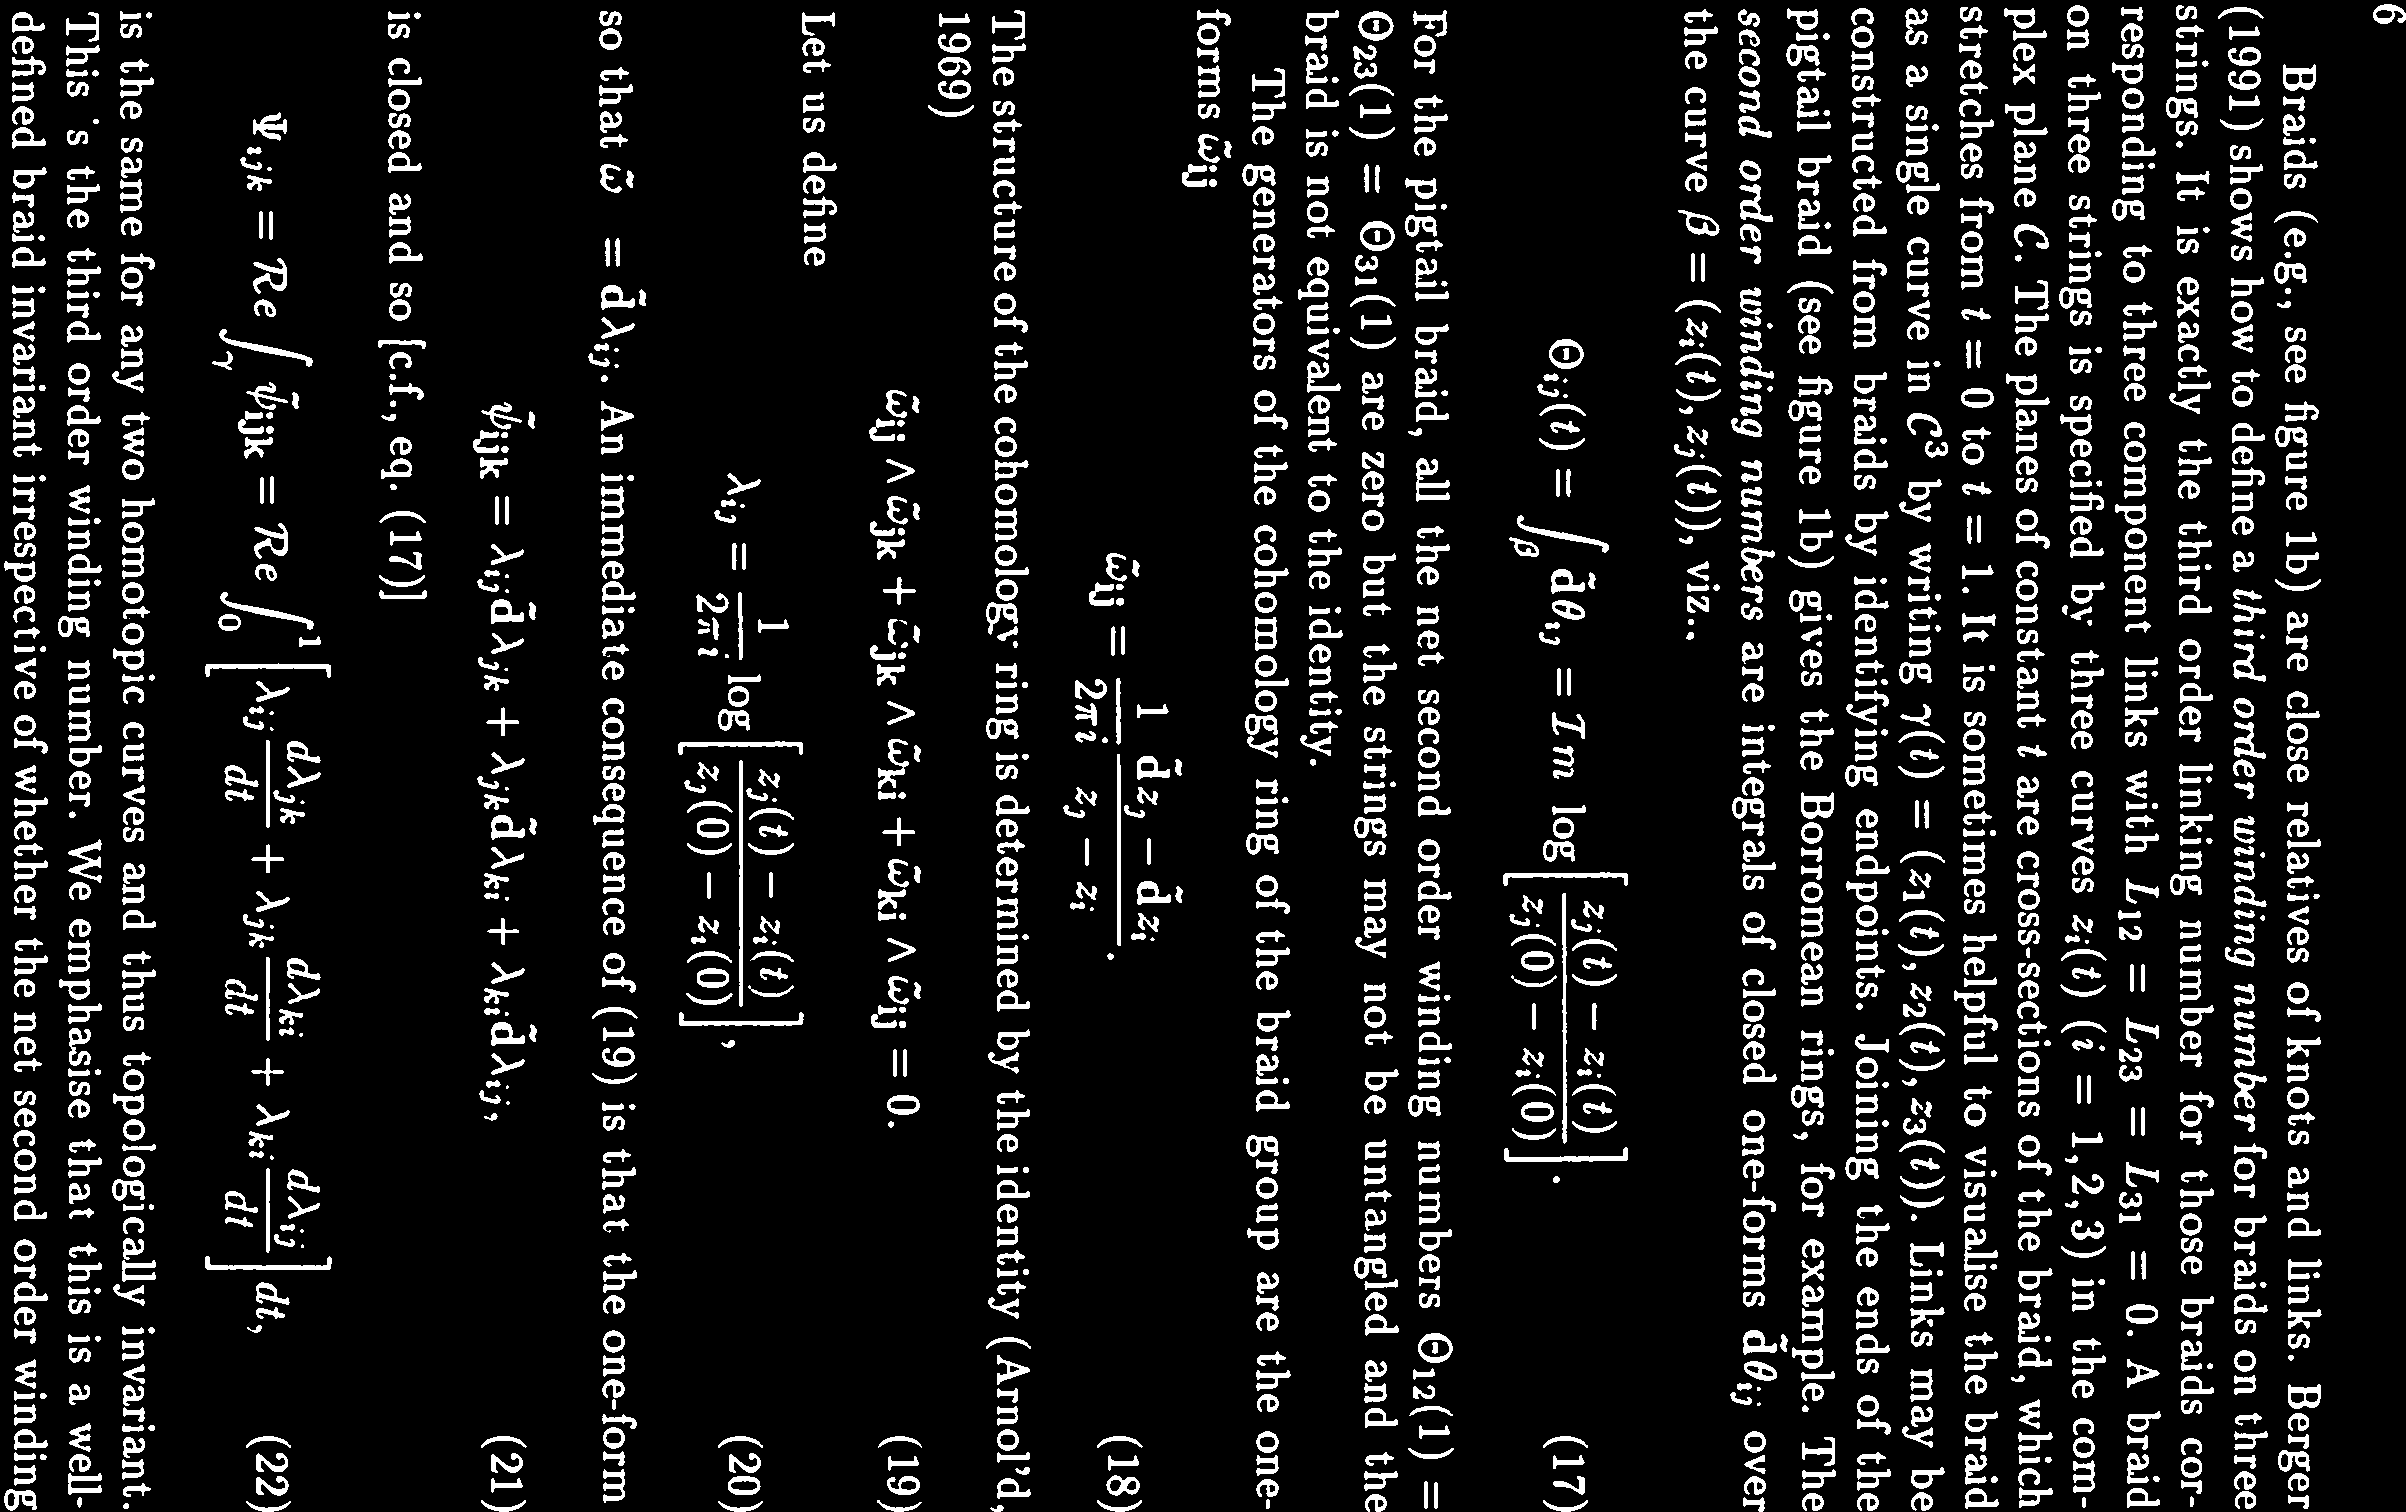 6
Braids (e.g., see figure 1b) are close relatives of knots and links. Berger
(1991) shows how to define a third order winding number for braids on three
strings. It is exactly the third order linking number for those braids cor-
responding to three component links with L₁₂ = L₂₃ = L₃₁ = 0. A braid
on three strings is specified by three curves zᵢ(t) (i = 1, 2, 3) in the com-
plex plane C. The planes of constant t are cross-sections of the braid, which
stretches from t = 0 to t = 1. It is sometimes helpful to visualise the braid
as a single curve in C³ by writing γ(t) = (z₁(t), z₂(t), z₃(t)). Links may be
constructed from braids by identifying endpoints. Joining the ends of the
pigtail braid (see figure 1b) gives the Borromean rings, for example. The
second order winding numbers are integrals of closed one-forms d̃θᵢⱼ over
the curve β = (zᵢ(t), zⱼ(t)), viz.,
Θᵢⱼ(t) = ∫_β d̃θᵢⱼ = Im log [ (zⱼ(t) − zᵢ(t)) / (zⱼ(0) − zᵢ(0)) ]. (17)
For the pigtail braid, all the net second order winding numbers Θ₁₂(1) =
Θ₂₃(1) = Θ₃₁(1) are zero but the strings may not be untangled and the
braid is not equivalent to the identity.
The generators of the cohomology ring of the braid group are the one-
forms ω̃ᵢⱼ
ω̃ᵢⱼ = (1 / 2πi) (d̃zⱼ − d̃zᵢ) / (zⱼ − zᵢ). (18)
The structure of the cohomology ring is determined by the identity (Arnol'd,
1969)
ω̃ᵢⱼ ∧ ω̃ⱼₖ + ω̃ⱼₖ ∧ ω̃ₖᵢ + ω̃ₖᵢ ∧ ω̃ᵢⱼ = 0. (19)
Let us define
λᵢⱼ = (1 / 2πi) log [ (zⱼ(t) − zᵢ(t)) / (zⱼ(0) − zᵢ(0)) ], (20)
so that ω̃ = d̃λᵢⱼ. An immediate consequence of (19) is that the one-form
ψ̃ᵢⱼₖ = λᵢⱼd̃λⱼₖ + λⱼₖd̃λₖᵢ + λₖᵢd̃λᵢⱼ, (21)
is closed and so [c.f., eq. (17)]
Ψᵢⱼₖ = Re ∫_γ ψ̃ᵢⱼₖ = Re ∫₀¹ [ λᵢⱼ dλⱼₖ/dt + λⱼₖ dλₖᵢ/dt + λₖᵢ dλᵢⱼ/dt ] dt, (22)
is the same for any two homotopic curves and thus topologically invariant.
This s the third order winding number. We emphasise that this is a well-
defined braid invariant irrespective of whether the net second order winding